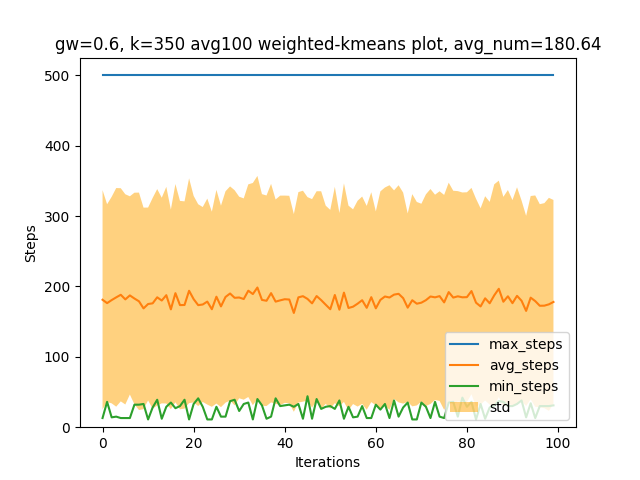 gw=0.6, k=350 avg100 weighted-kmeans plot, avg_num=180.64
500
400
300
200
100
0
Steps
max_steps
avg_steps
min_steps
std
0 20 40 60 80 100
Iterations